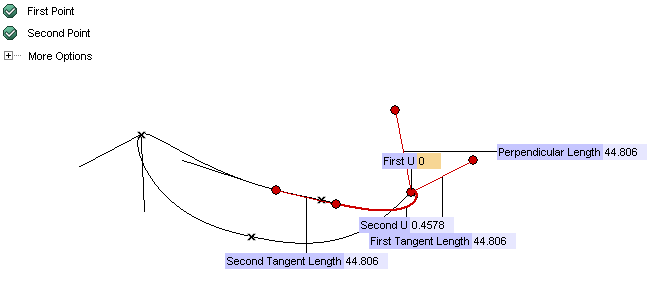 First Point
Second Point
More Options
Perpendicular Length 44.806
First U 0
Second U 0.4578
First Tangent Length 44.806
Second Tangent Length 44.806